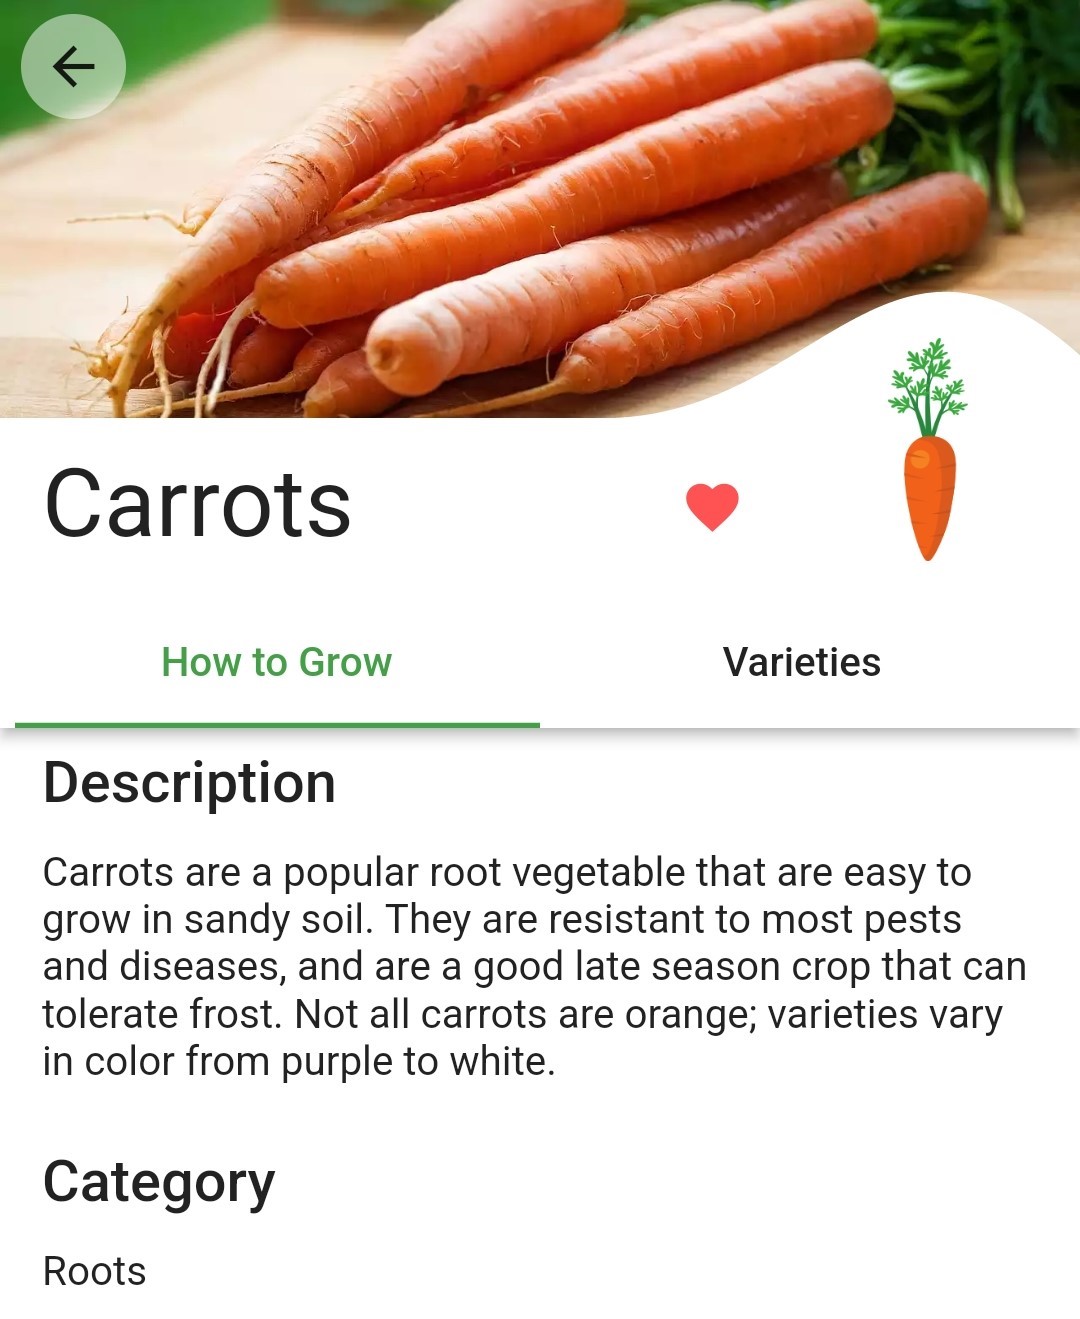 Carrots
How to Grow
Varieties
Description
Carrots are a popular root vegetable that are easy to
grow in sandy soil. They are resistant to most pests
and diseases, and are a good late season crop that can
tolerate frost. Not all carrots are orange; varieties vary
in color from purple to white.
Category
Roots